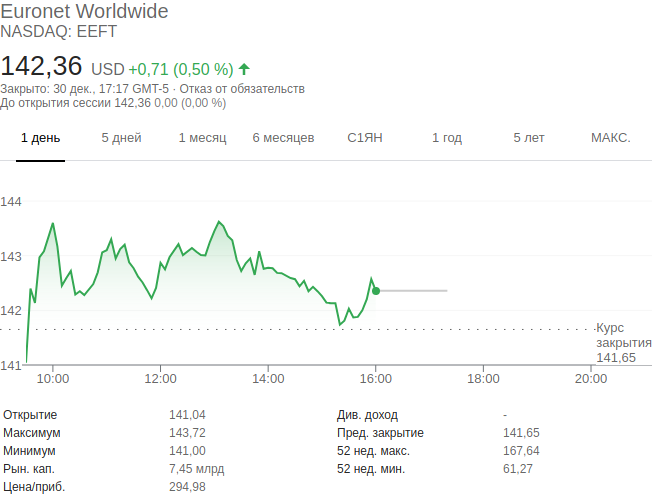 Euronet Worldwide
NASDAQ: EEFT
142,36 USD +0,71 (0,50 %)
Закрыто: 30 дек., 17:17 GMT-5 · Отказ от обязательств
До открытия сессии 142,36 0,00 (0,00 %)
1 день 5 дней 1 месяц 6 месяцев С1ЯН 1 год 5 лет МАКС.
144
143
142
141
Курс
закрытия
141,65
10:00 12:00 14:00 16:00 18:00 20:00
Открытие 141,04 Див. доход -
Максимум 143,72 Пред. закрытие 141,65
Минимум 141,00 52 нед. макс. 167,64
Рын. кап. 7,45 млрд 52 нед. мин. 61,27
Цена/приб. 294,98